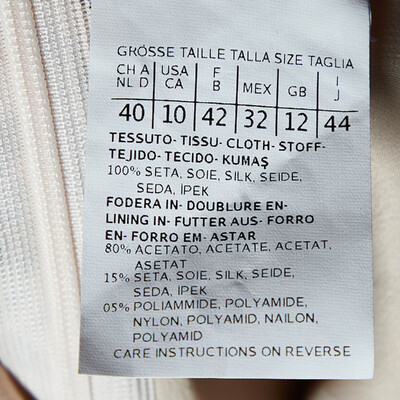 GRÖSSE TAILLE TALLA SIZE TAGLIA
CH A USA F I
NL D CA B MEX GB J
40 10 42 32 12 44
TESSUTO- TISSU- CLOTH- STOFF-
TEJIDO- TECIDO- KUMAŞ
100% SETA, SOIE, SILK, SEIDE,
SEDA, İPEK
FODERA IN- DOUBLURE EN-
LINING IN- FUTTER AUS- FORRO
EN- FORRO EM- ASTAR
80% ACETATO, ACETATE, ACETAT,
ASETAT
15% SETA, SOIE, SILK, SEIDE,
SEDA, İPEK
05% POLIAMMIDE, POLYAMIDE,
NYLON, POLYAMID, NAILON,
POLYAMID
CARE INSTRUCTIONS ON REVERSE